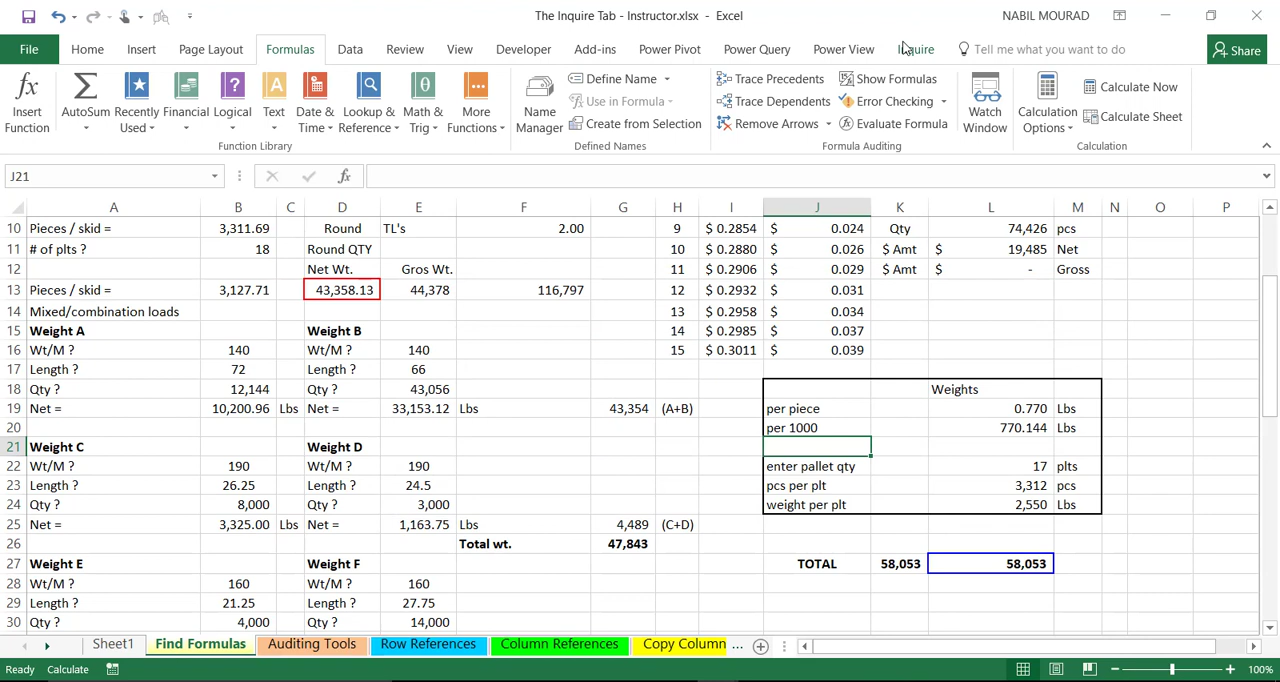 The Inquire Tab - Instructor.xlsx - Excel
NABIL MOURAD
File Home Insert Page Layout Formulas Data Review View Developer Add-ins Power Pivot Power Query Power View Inquire Tell me what you want to do Share
Insert Function
AutoSum
Recently Used
Financial
Logical
Text
Date & Time
Lookup & Reference
Math & Trig
More Functions
Function Library
Name Manager
Define Name
Use in Formula
Create from Selection
Defined Names
Trace Precedents
Trace Dependents
Remove Arrows
Show Formulas
Error Checking
Evaluate Formula
Formula Auditing
Watch Window
Calculation Options
Calculate Now
Calculate Sheet
Calculation
J21 fx
A B C D E F G H I J K L M N O P
10 Pieces / skid = 3,311.69 Round TL's 2.00 9 $ 0.2854 $ 0.024 Qty 74,426 pcs
11 # of plts ? 18 Round QTY 10 $ 0.2880 $ 0.026 $ Amt $ 19,485 Net
12 Net Wt. Gros Wt. 11 $ 0.2906 $ 0.029 $ Amt $ - Gross
13 Pieces / skid = 3,127.71 43,358.13 44,378 116,797 12 $ 0.2932 $ 0.031
14 Mixed/combination loads 13 $ 0.2958 $ 0.034
15 Weight A Weight B 14 $ 0.2985 $ 0.037
16 Wt/M ? 140 Wt/M ? 140 15 $ 0.3011 $ 0.039
17 Length ? 72 Length ? 66
18 Qty ? 12,144 Qty ? 43,056 Weights
19 Net = 10,200.96 Lbs Net = 33,153.12 Lbs 43,354 (A+B) per piece 0.770 Lbs
20 per 1000 770.144 Lbs
21 Weight C Weight D
22 Wt/M ? 190 Wt/M ? 190 enter pallet qty 17 plts
23 Length ? 26.25 Length ? 24.5 pcs per plt 3,312 pcs
24 Qty ? 8,000 Qty ? 3,000 weight per plt 2,550 Lbs
25 Net = 3,325.00 Lbs Net = 1,163.75 Lbs 4,489 (C+D)
26 Total wt. 47,843
27 Weight E Weight F TOTAL 58,053 58,053
28 Wt/M ? 160 Wt/M ? 160
29 Length ? 21.25 Length ? 27.75
30 Qty ? 4,000 Qty ? 14,000
Sheet1 Find Formulas Auditing Tools Row References Column References Copy Column ...
Ready Calculate 100%